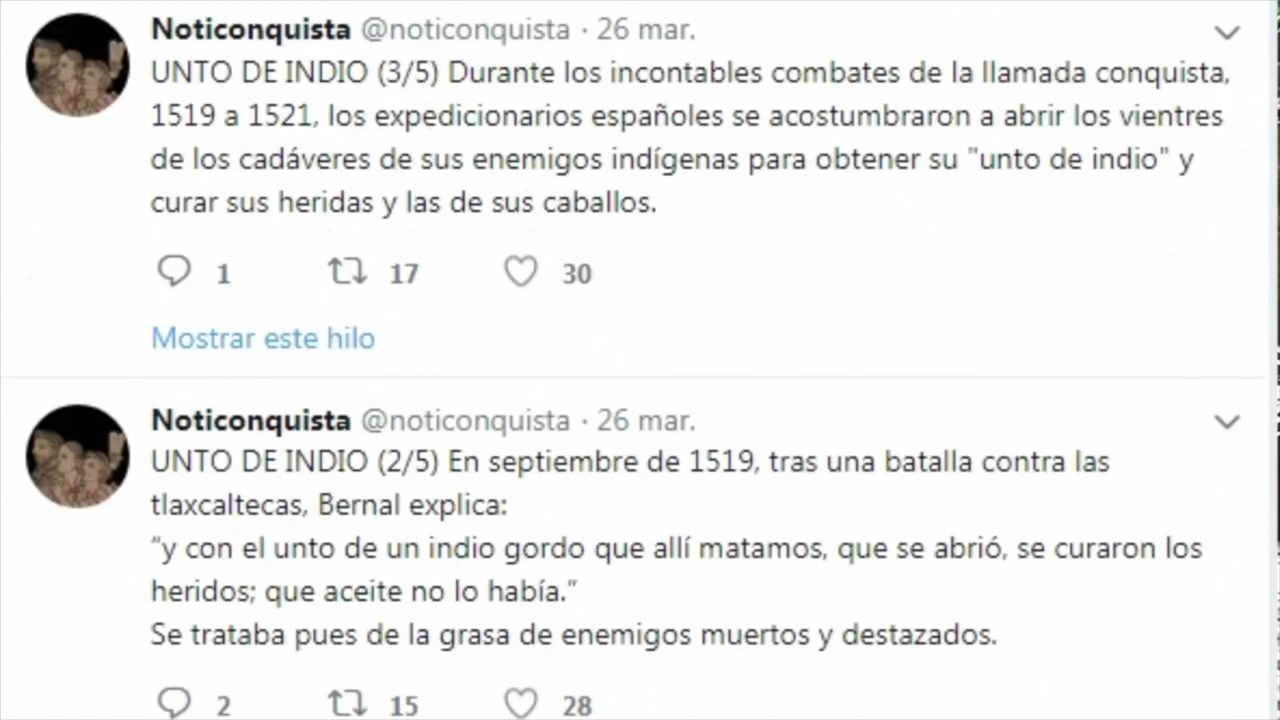 Noticonquista @noticonquista · 26 mar.
UNTO DE INDIO (3/5) Durante los incontables combates de la llamada conquista,
1519 a 1521, los expedicionarios españoles se acostumbraron a abrir los vientres
de los cadáveres de sus enemigos indígenas para obtener su "unto de indio" y
curar sus heridas y las de sus caballos.
1 17 30
Mostrar este hilo
Noticonquista @noticonquista · 26 mar.
UNTO DE INDIO (2/5) En septiembre de 1519, tras una batalla contra las
tlaxcaltecas, Bernal explica:
“y con el unto de un indio gordo que allí matamos, que se abrió, se curaron los
heridos; que aceite no lo había.”
Se trataba pues de la grasa de enemigos muertos y destazados.
2 15 28